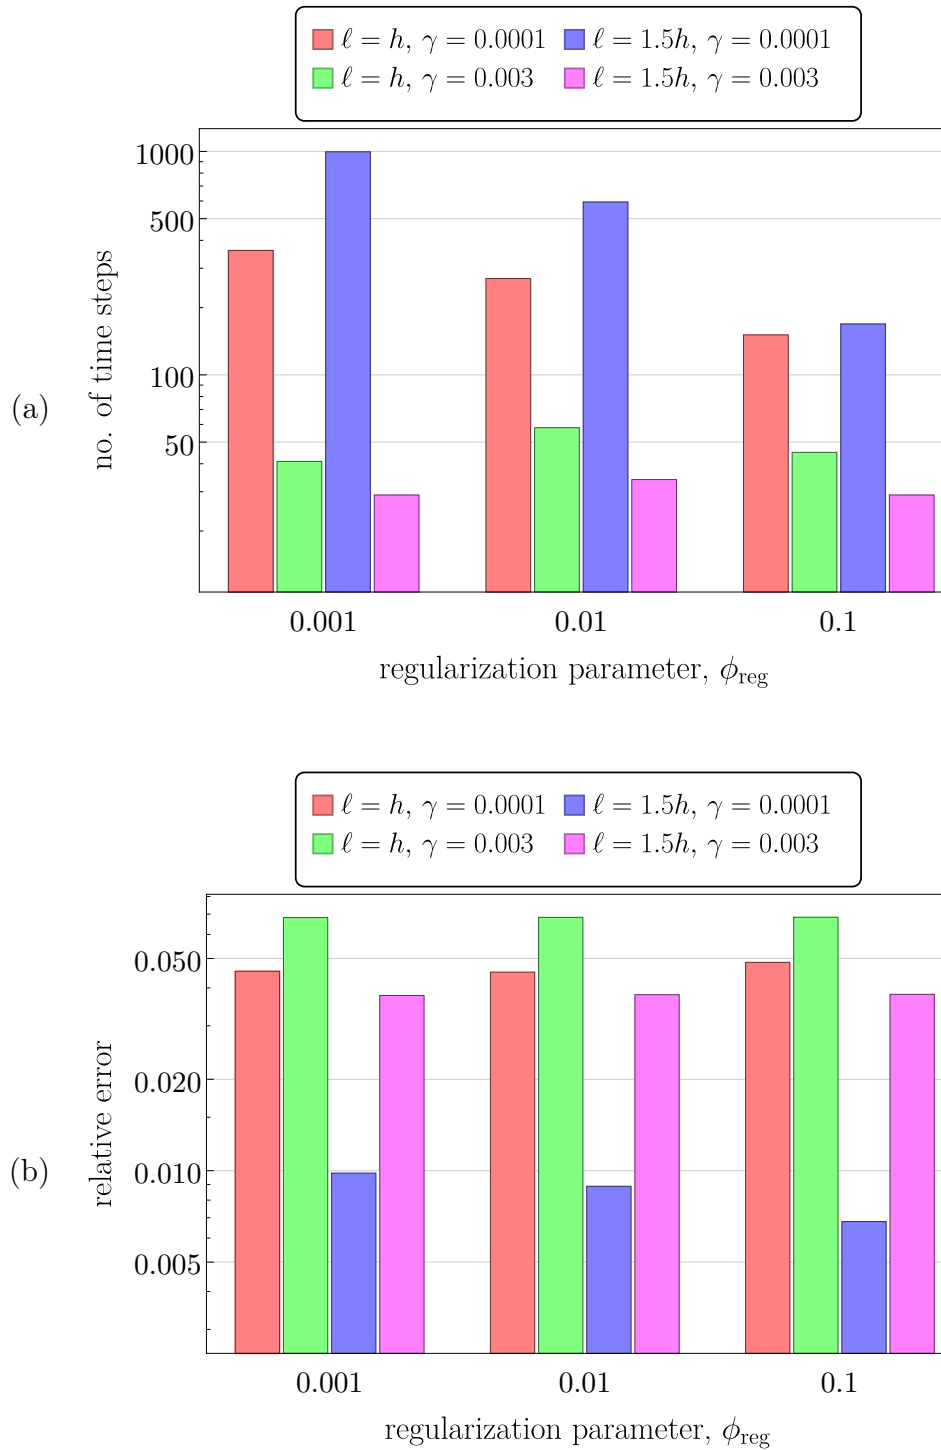 ℓ = h, γ = 0.0001 ℓ = 1.5h, γ = 0.0001
ℓ = h, γ = 0.003 ℓ = 1.5h, γ = 0.003
1000
500
100
50
no. of time steps
(a)
0.001 0.01 0.1
regularization parameter, ϕ_reg
ℓ = h, γ = 0.0001 ℓ = 1.5h, γ = 0.0001
ℓ = h, γ = 0.003 ℓ = 1.5h, γ = 0.003
0.050
0.020
0.010
0.005
relative error
(b)
0.001 0.01 0.1
regularization parameter, ϕ_reg